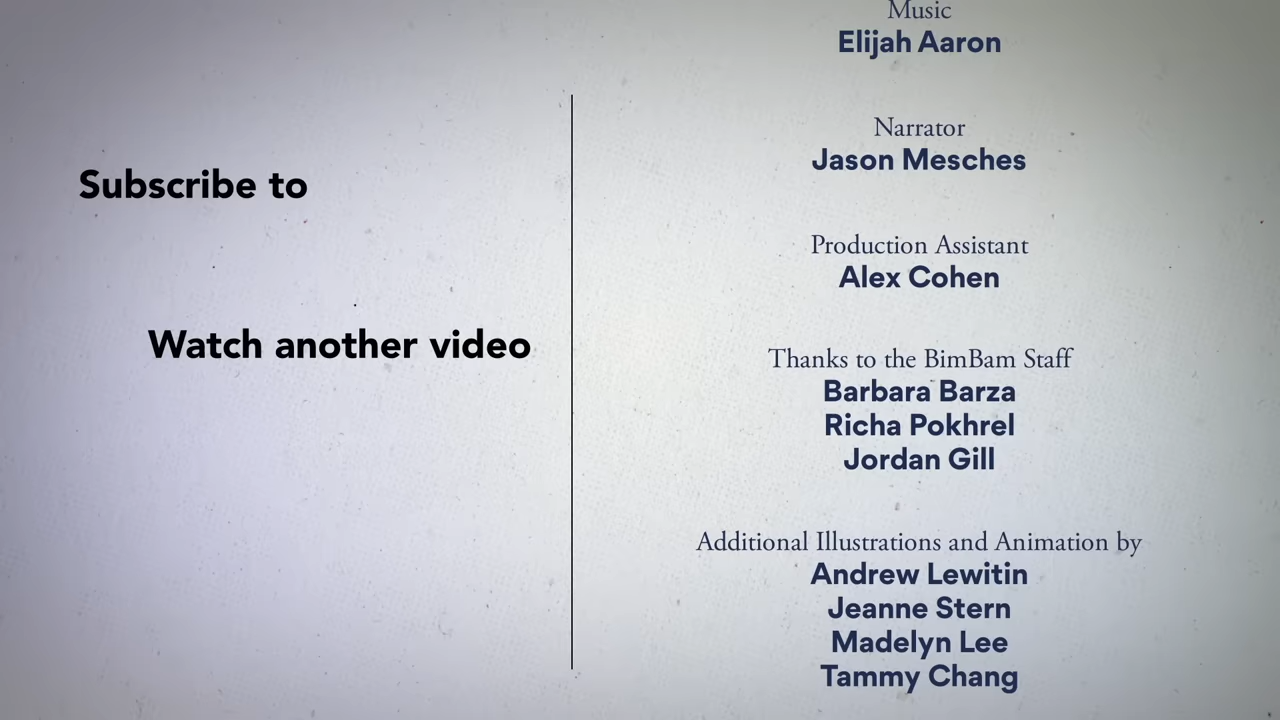 Subscribe to
Watch another video
Music
Elijah Aaron
Narrator
Jason Mesches
Production Assistant
Alex Cohen
Thanks to the BimBam Staff
Barbara Barza
Richa Pokhrel
Jordan Gill
Additional Illustrations and Animation by
Andrew Lewitin
Jeanne Stern
Madelyn Lee
Tammy Chang